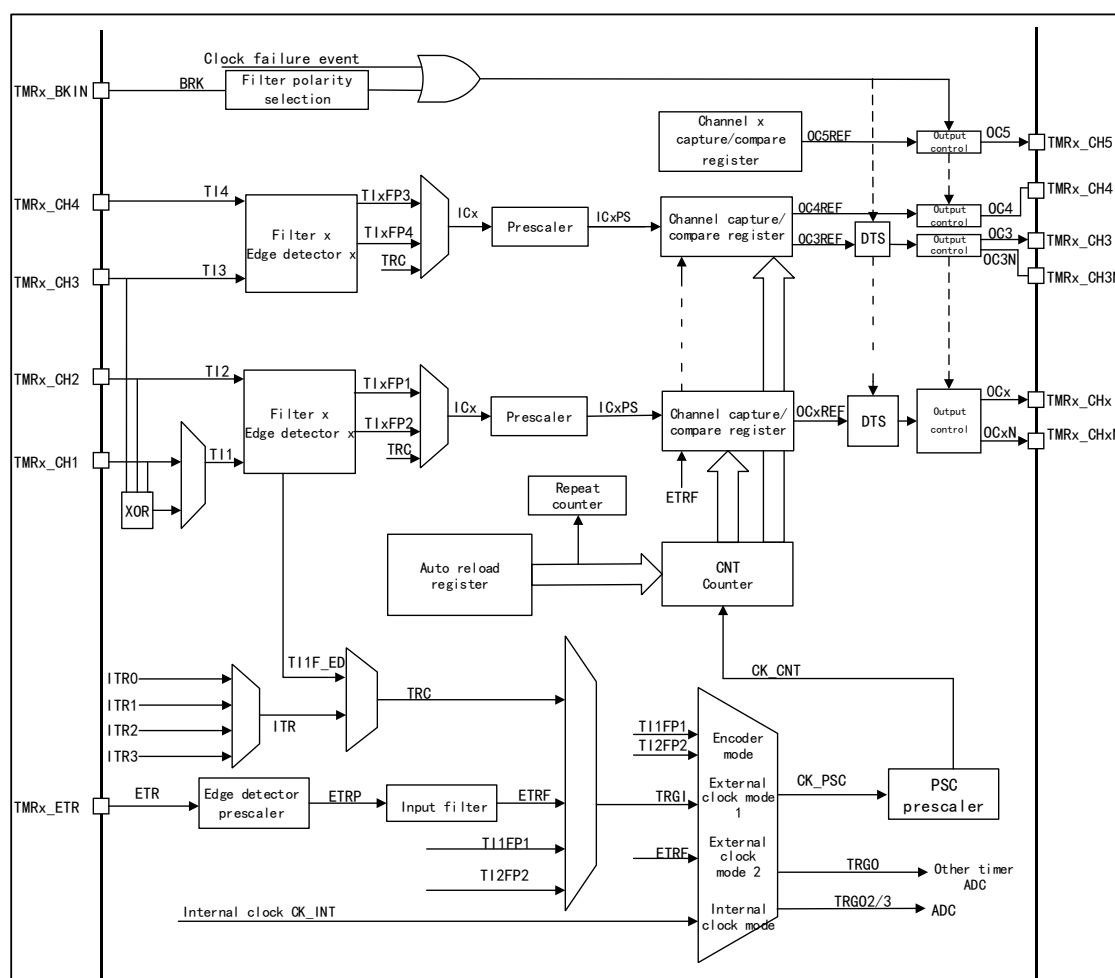 Clock failure event
TMRx_BKIN
BRK
Filter polarity
selection
Channel x
capture/compare
register
OC5REF
Output
control
OC5
TMRx_CH5
TMRx_CH4
TI4
Filter x
Edge detector x
TIxFP3
TIxFP4
TRC
ICx
Prescaler
ICxPS
Channel capture/
compare register
OC4REF
OC3REF
DTS
Output
control
OC4
TMRx_CH4
Output
control
OC3
OC3N
TMRx_CH3
TMRx_CH3N
TMRx_CH3
TI3
TMRx_CH2
TI2
Filter x
Edge detector x
TIxFP1
TIxFP2
TRC
ICx
Prescaler
ICxPS
Channel capture/
compare register
OCxREF
DTS
Output
control
OCx
OCxN
TMRx_CHx
TMRx_CHxN
TMRx_CH1
TI1
XOR
ETRF
Repeat
counter
Auto reload
register
CNT
Counter
TI1F_ED
CK_CNT
ITR0
ITR1
ITR2
ITR3
ITR
TRC
TI1FP1
TI2FP2
Encoder
mode
TMRx_ETR
ETR
Edge detector
prescaler
ETRP
Input filter
ETRF
TRGI
External
clock mode
1
CK_PSC
PSC
prescaler
TI1FP1
TI2FP2
ETRF
External
clock
mode 2
TRGO
Other timer
ADC
Internal clock CK_INT
Internal
clock mode
TRGO2/3
ADC